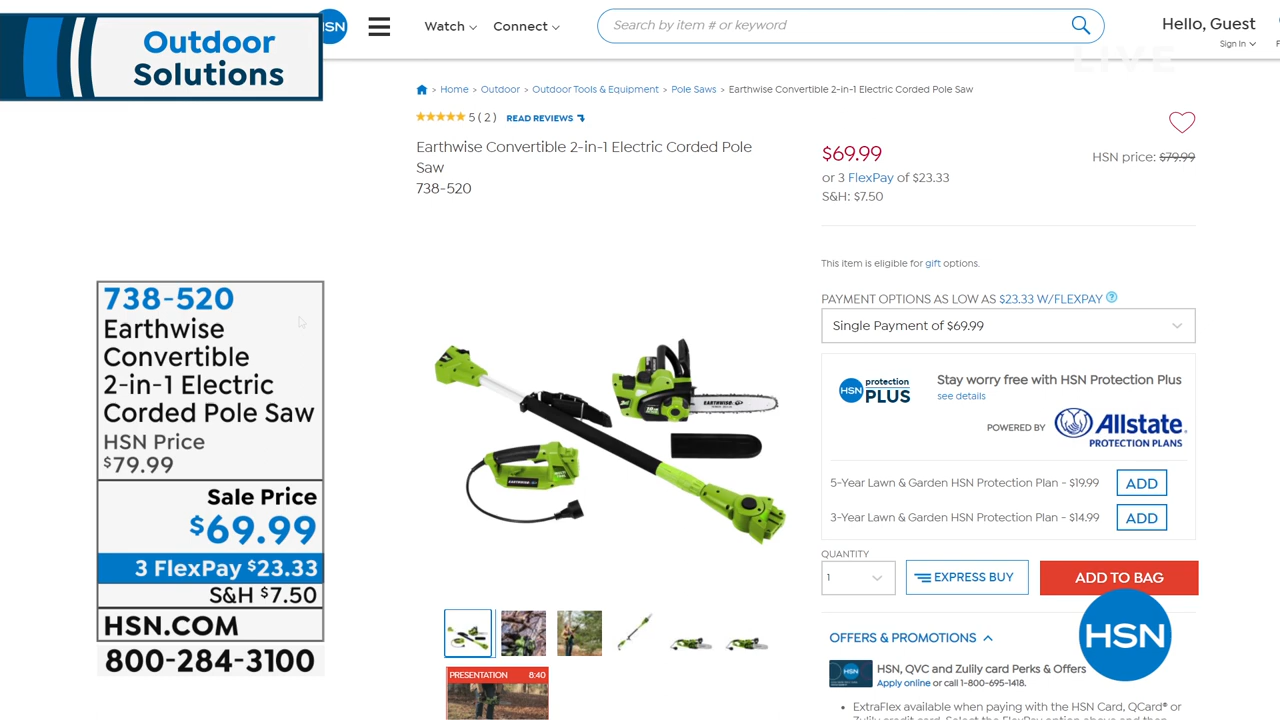 Outdoor
Solutions
HSN
Watch
Connect
Search by item # or keyword
Hello, Guest
Sign In
LIVE
> Home > Outdoor > Outdoor Tools & Equipment > Pole Saws > Earthwise Convertible 2-in-1 Electric Corded Pole Saw
5 ( 2 ) READ REVIEWS
Earthwise Convertible 2-in-1 Electric Corded Pole
Saw
738-520
$69.99
HSN price: $79.99
or 3 FlexPay of $23.33
S&H: $7.50
This item is eligible for gift options.
PAYMENT OPTIONS AS LOW AS $23.33 W/FLEXPAY ?
Single Payment of $69.99
HSN protection
PLUS
Stay worry free with HSN Protection Plus
see details
POWERED BY Allstate.
PROTECTION PLANS
5-Year Lawn & Garden HSN Protection Plan - $19.99 ADD
3-Year Lawn & Garden HSN Protection Plan - $14.99 ADD
QUANTITY
1
EXPRESS BUY
ADD TO BAG
OFFERS & PROMOTIONS
HSN
HSN, QVC and Zulily card Perks & Offers
Apply online or call 1-800-695-1418.
• ExtraFlex available when paying with the HSN Card, QCard® or
738-520
Earthwise
Convertible
2-in-1 Electric
Corded Pole Saw
HSN Price
$79.99
Sale Price
$69.99
3 FlexPay $23.33
S&H $7.50
HSN.COM
800-284-3100
EARTHWISE
EARTHWISE
PRESENTATION 8:40